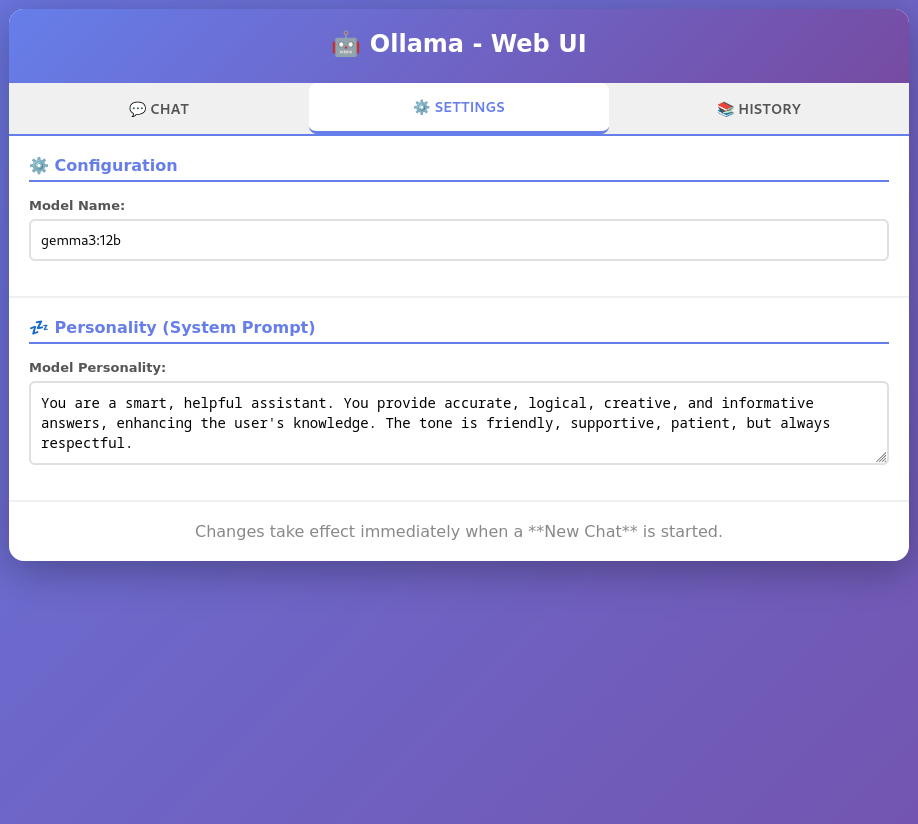 🤖 Ollama - Web UI
💬 CHAT
⚙️ SETTINGS
📚 HISTORY
⚙️ Configuration
Model Name:
gemma3:12b
💤 Personality (System Prompt)
Model Personality:
You are a smart, helpful assistant. You provide accurate, logical, creative, and informative
answers, enhancing the user's knowledge. The tone is friendly, supportive, patient, but always
respectful.
Changes take effect immediately when a **New Chat** is started.